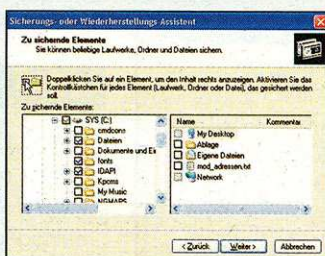 Sicherungs- oder Wiederherstellungs Assistent
Zu sichernde Elemente
Sie können beliebige Laufwerke, Ordner und Dateien sichern.
Doppelklicken Sie auf ein Element, um den Inhalt rechts anzuzeigen. Aktivieren Sie das
Kontrollkästchen für jedes Element (Laufwerk, Ordner oder Datei), das gesichert werden
soll.
Zu sichernde Elemente:
SYS (C:)
cmdcons
Dateien
Dokumente und Ei
fonts
IDAPI
Kpcms
My Music
NGMAPS
Name
Kommentar
My Desktop
Ablage
Eigene Dateien
mod_adressen.txt
Network
< Zurück
Weiter >
Abbrechen